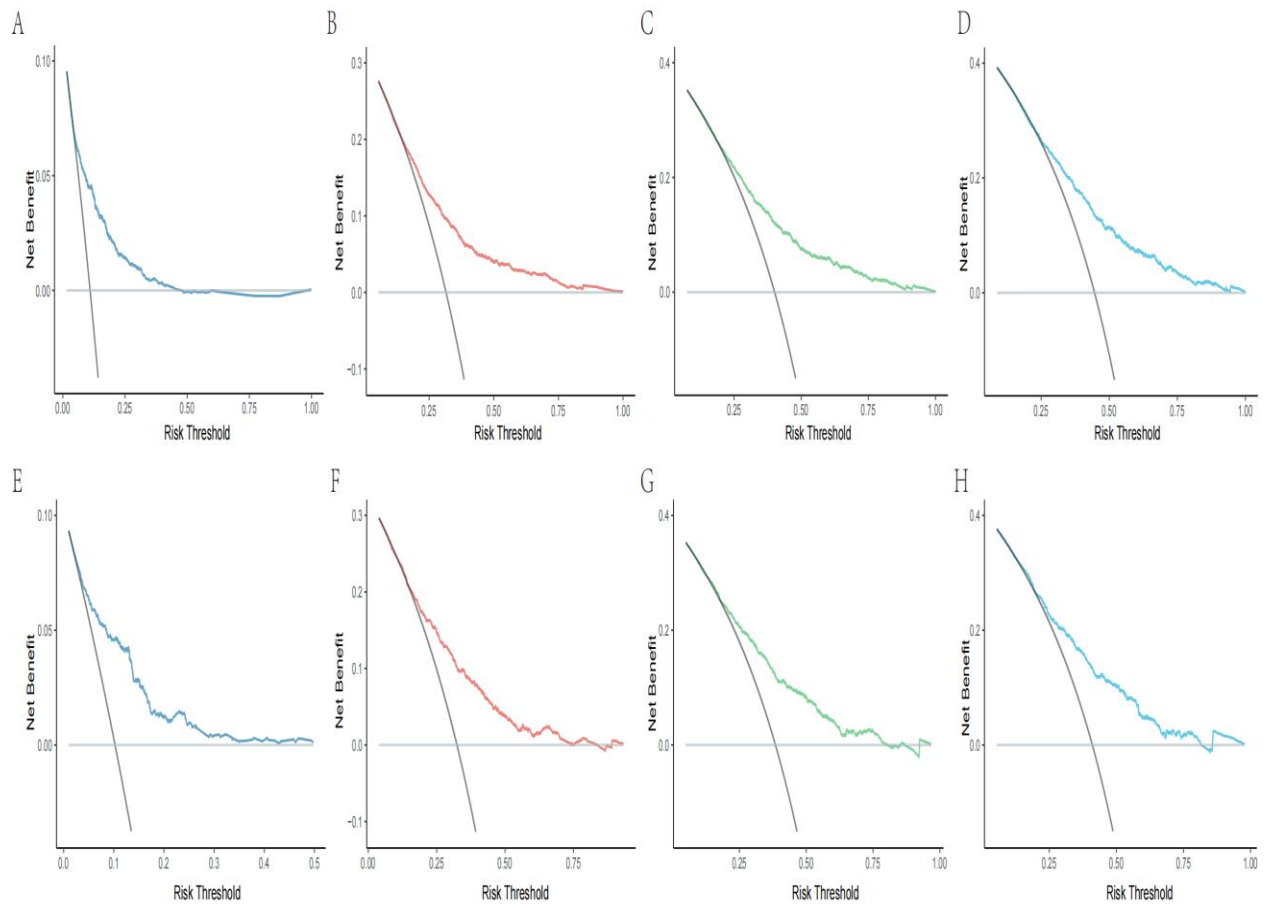 A B C D
0.10
0.05
0.00
Net Benefit
0.00 0.25 0.50 0.75 1.00
Risk Threshold
0.3
0.2
0.1
0.0
-0.1
Net Benefit
0.25 0.50 0.75 1.00
Risk Threshold
0.4
0.2
0.0
Net Benefit
0.25 0.50 0.75 1.00
Risk Threshold
0.4
0.2
0.0
Net Benefit
0.25 0.50 0.75 1.00
Risk Threshold
E F G H
0.10
0.05
0.00
Net Benefit
0.0 0.1 0.2 0.3 0.4 0.5
Risk Threshold
0.3
0.2
0.1
0.0
-0.1
Net Benefit
0.00 0.25 0.50 0.75
Risk Threshold
0.4
0.2
0.0
Net Benefit
0.25 0.50 0.75 1.00
Risk Threshold
0.4
0.2
0.0
Net Benefit
0.25 0.50 0.75 1.00
Risk Threshold